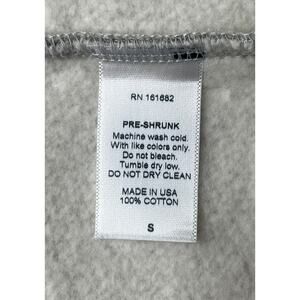 RN 161682
PRE-SHRUNK
Machine wash cold.
With like colors only.
Do not bleach.
Tumble dry low.
DO NOT DRY CLEAN
MADE IN USA
100% COTTON
S